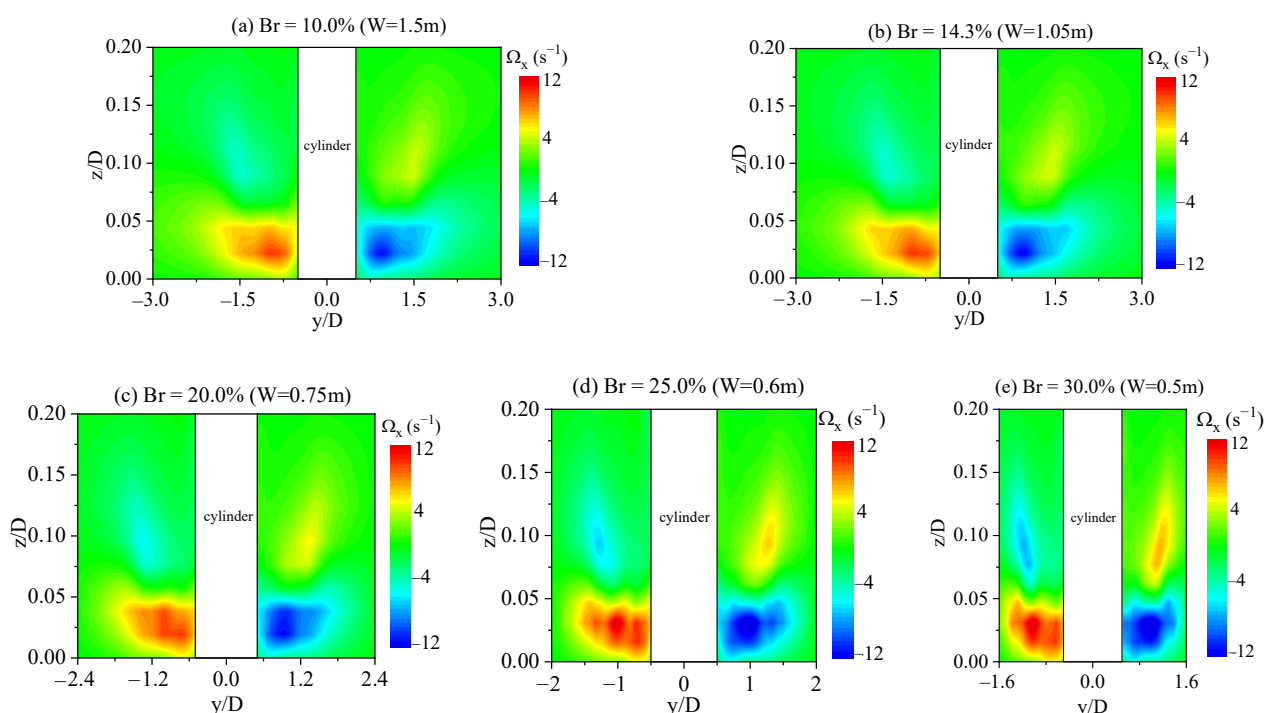 (a) Br = 10.0% (W=1.5m)
0.20
0.15
0.10
0.05
0.00
z/D
cylinder
−3.0 −1.5 0.0 1.5 3.0
y/D
Ωx (s−1)
12
4
−4
−12
(b) Br = 14.3% (W=1.05m)
0.20
0.15
0.10
0.05
0.00
z/D
cylinder
−3.0 −1.5 0.0 1.5 3.0
y/D
Ωx (s−1)
12
4
−4
−12
(c) Br = 20.0% (W=0.75m)
0.20
0.15
0.10
0.05
0.00
z/D
cylinder
−2.4 −1.2 0.0 1.2 2.4
y/D
Ωx (s−1)
12
4
−4
−12
(d) Br = 25.0% (W=0.6m)
0.20
0.15
0.10
0.05
0.00
z/D
cylinder
−2 −1 0 1 2
y/D
Ωx (s−1)
12
4
−4
−12
(e) Br = 30.0% (W=0.5m)
0.20
0.15
0.10
0.05
0.00
z/D
cylinder
−1.6 0.0 1.6
y/D
Ωx (s−1)
12
4
−4
−12